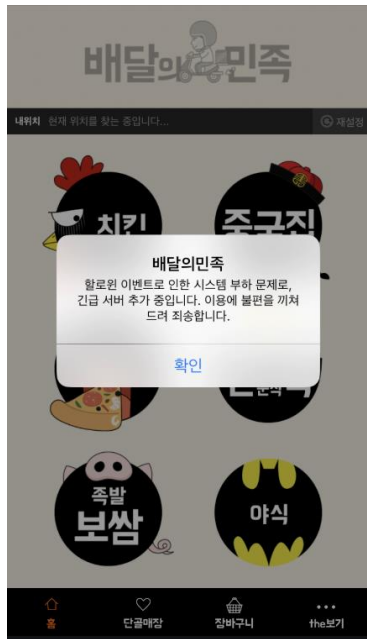 배달의민족
내위치 현재 위치를 찾는 중입니다... 재설정
치킨 중국집
배달의민족
할로윈 이벤트로 인한 시스템 부하 문제로,
긴급 서버 추가 중입니다. 이용에 불편을 끼쳐
드려 죄송합니다.
확인
족발
보쌈
야식
홈 단골매장 장바구니 the보기